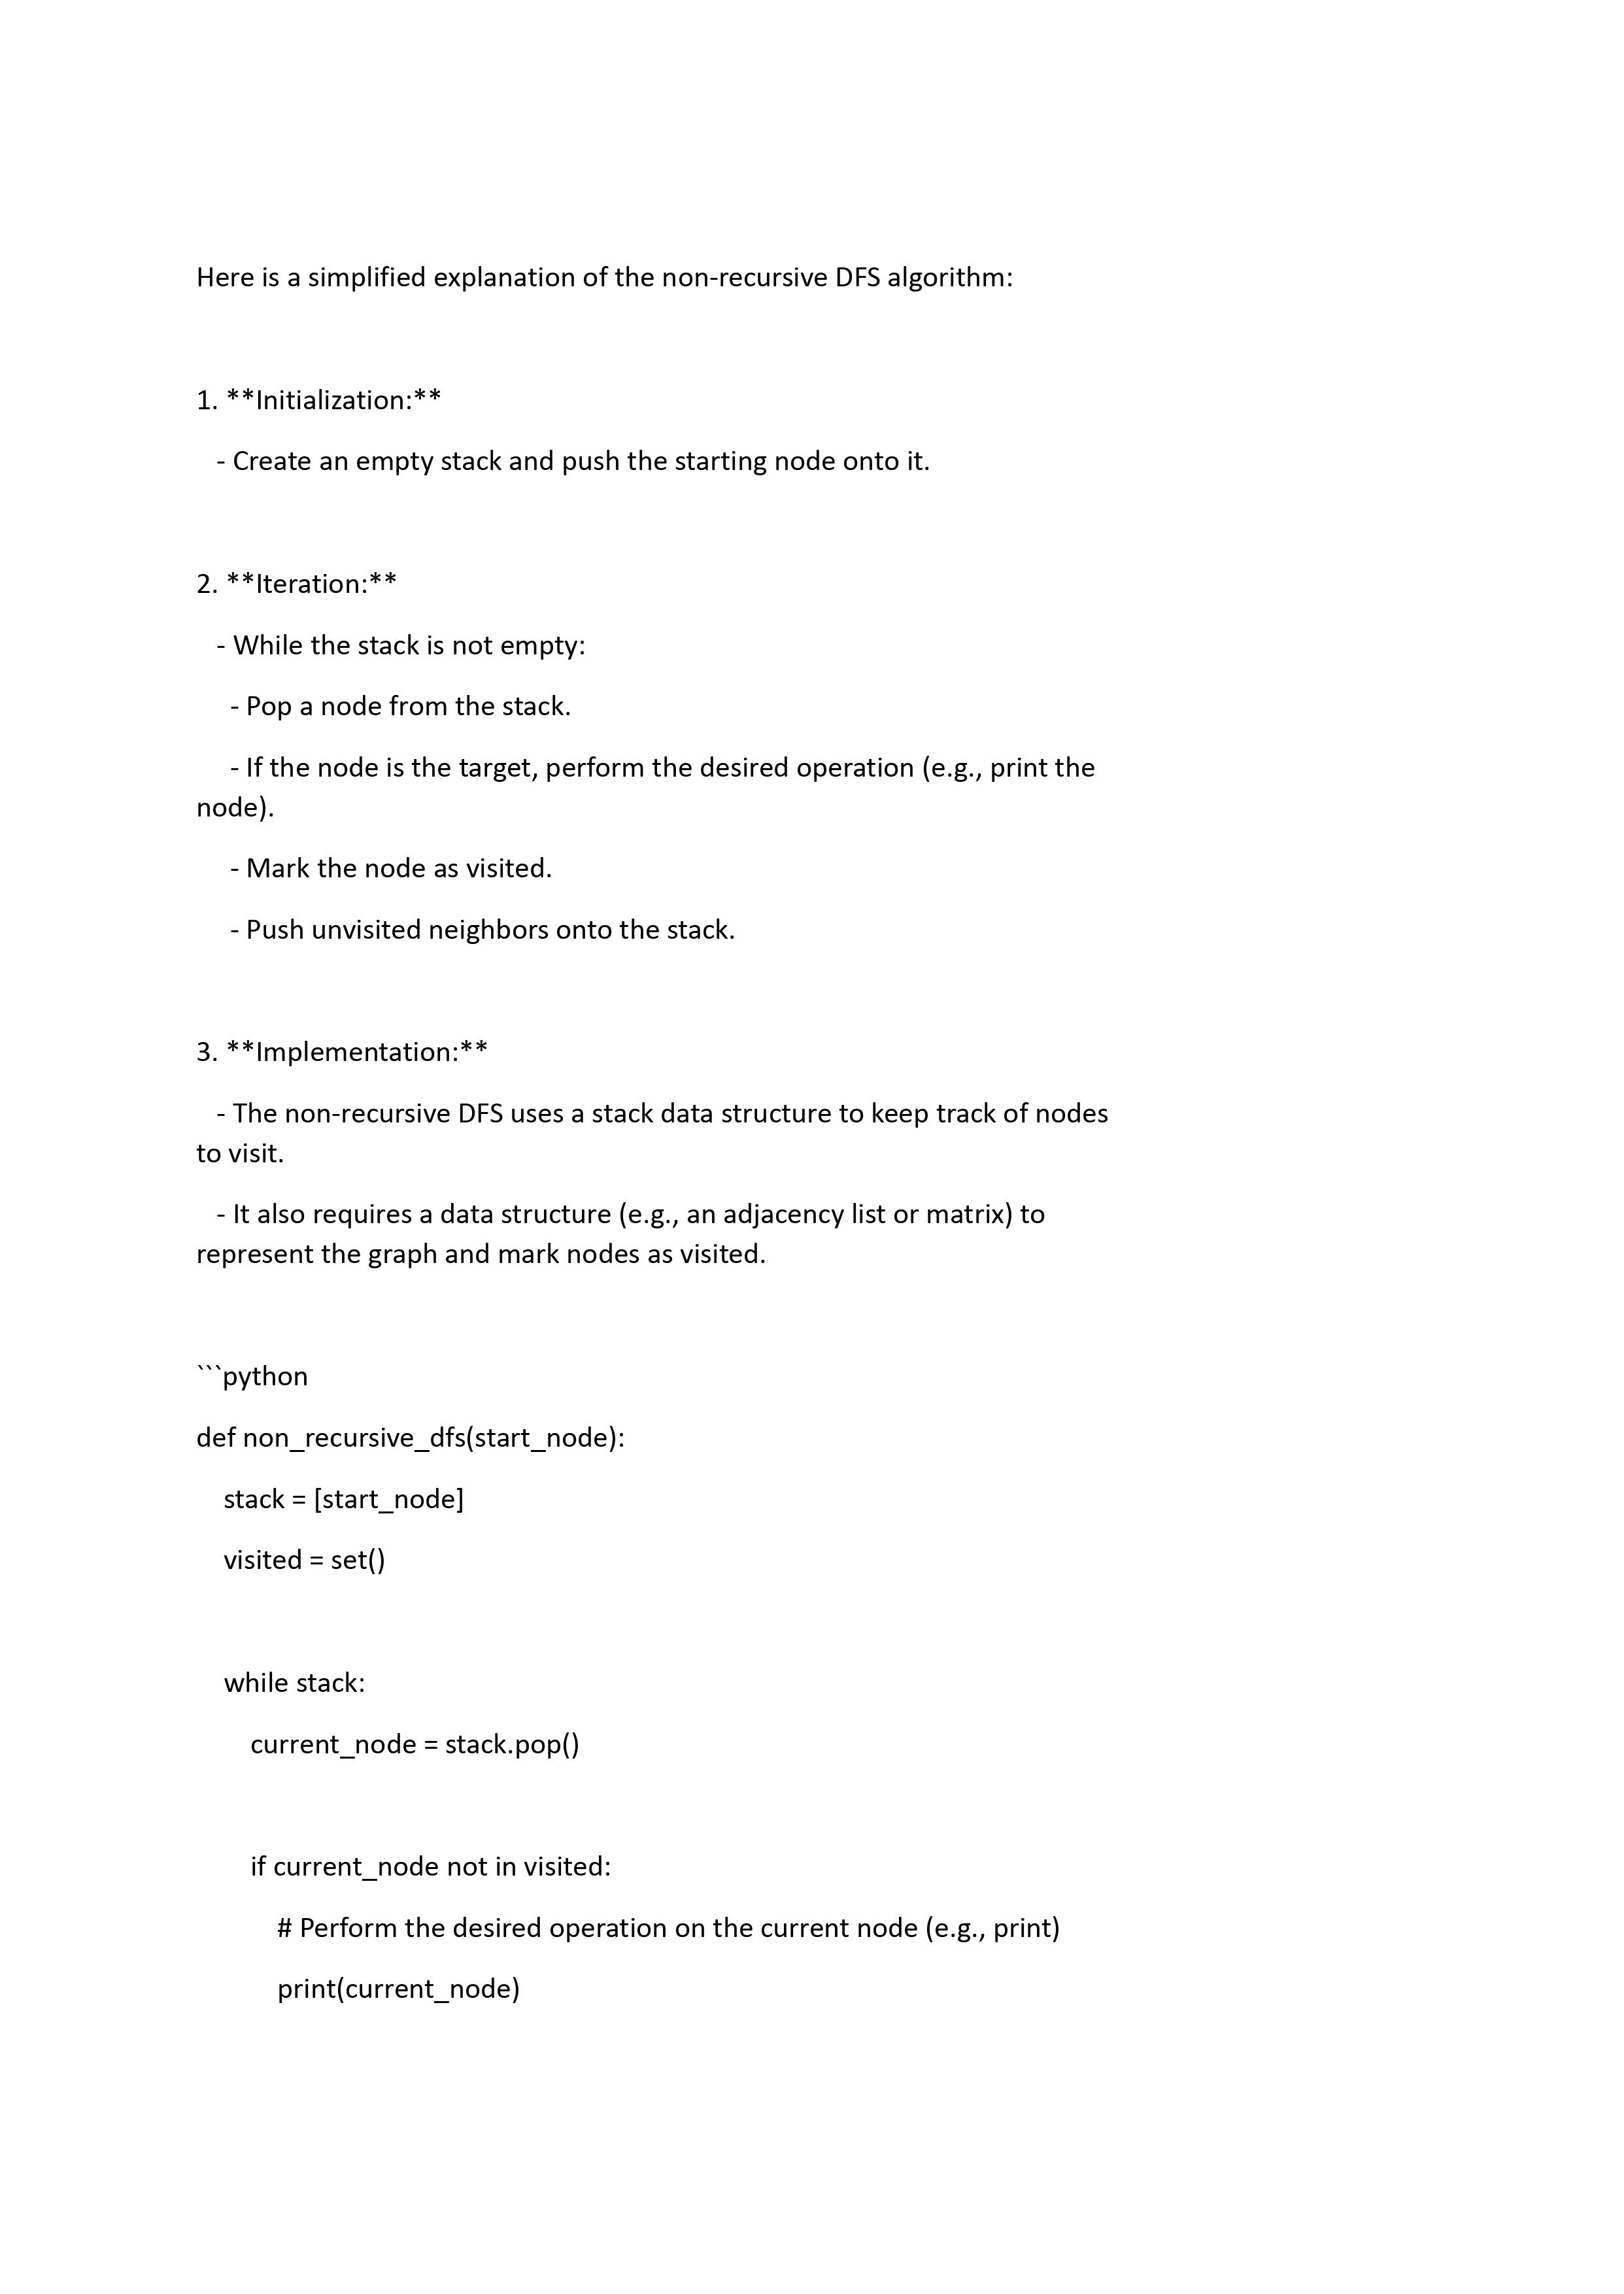 Here is a simplified explanation of the non-recursive DFS algorithm:
1. **Initialization:**
- Create an empty stack and push the starting node onto it.
2. **Iteration:**
- While the stack is not empty:
- Pop a node from the stack.
- If the node is the target, perform the desired operation (e.g., print the
node).
- Mark the node as visited.
- Push unvisited neighbors onto the stack.
3. **Implementation:**
- The non-recursive DFS uses a stack data structure to keep track of nodes
to visit.
- It also requires a data structure (e.g., an adjacency list or matrix) to
represent the graph and mark nodes as visited.
```python
def non_recursive_dfs(start_node):
stack = [start_node]
visited = set()
while stack:
current_node = stack.pop()
if current_node not in visited:
# Perform the desired operation on the current node (e.g., print)
print(current_node)